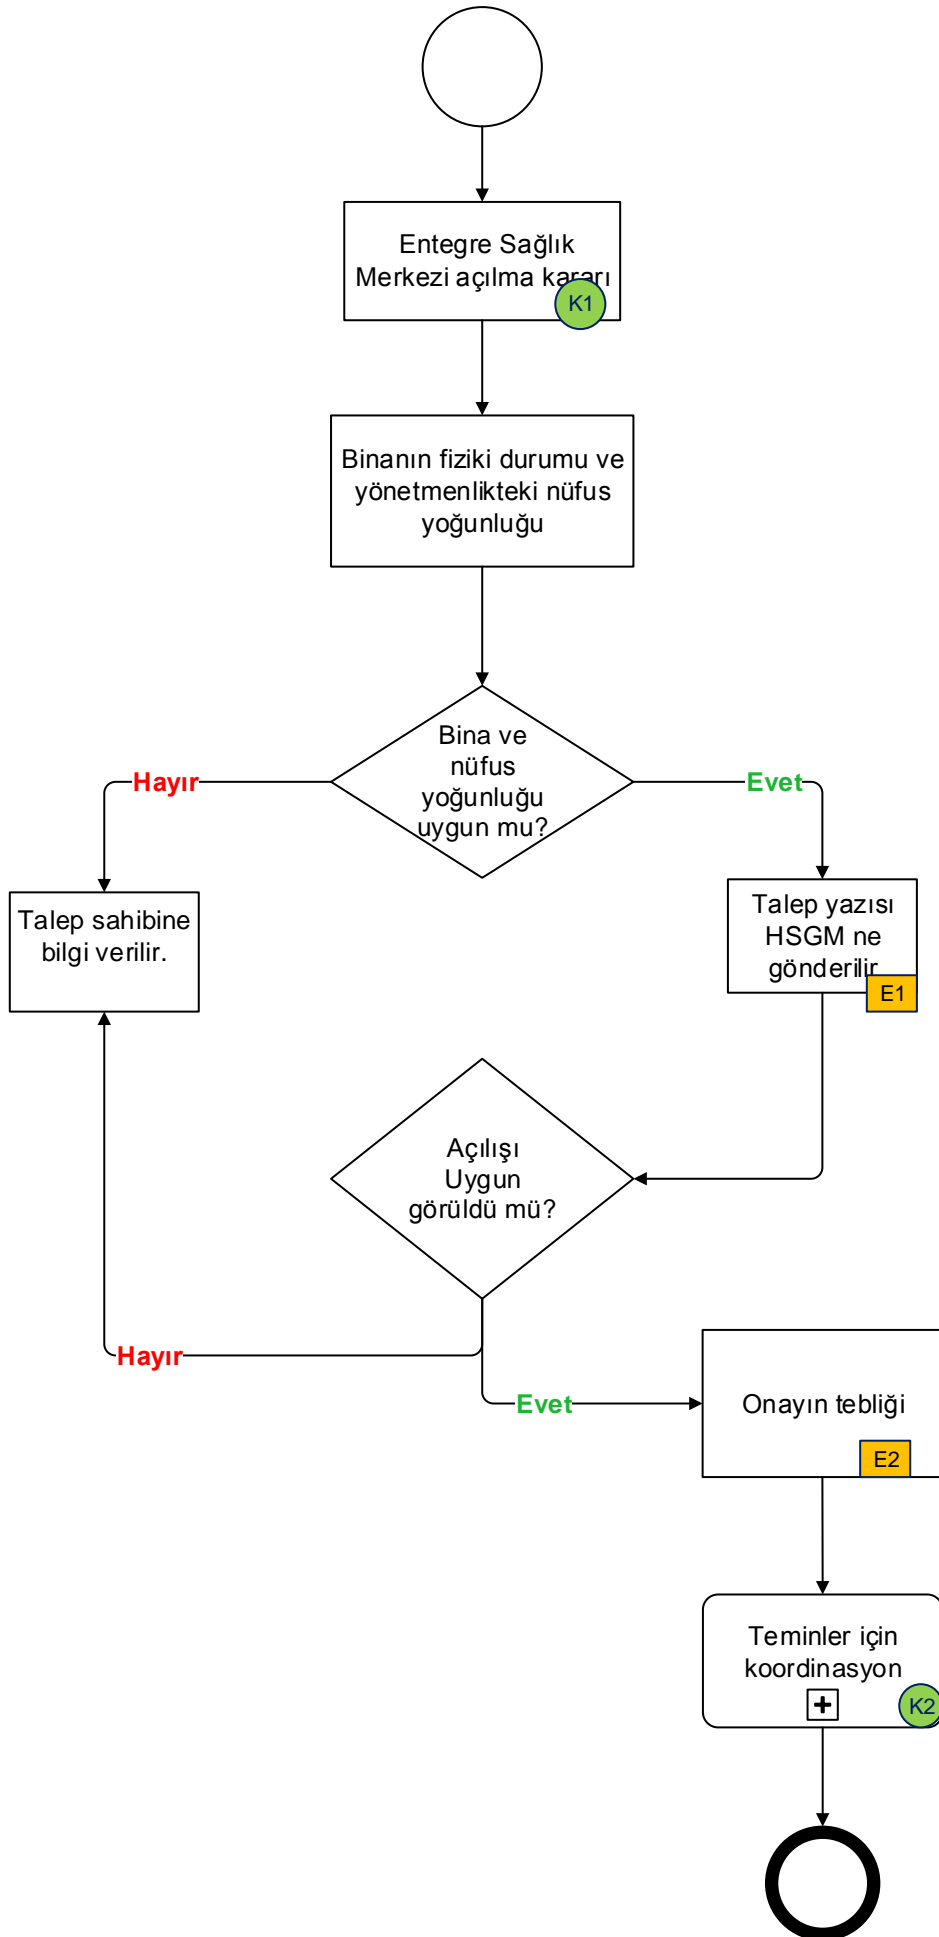 Entegre Sağlık
Merkezi açılma kararı
K1
Binanın fiziki durumu ve
yönetmenlikteki nüfus
yoğunluğu
Bina ve
nüfus
yoğunluğu
uygun mu?
Hayır
Evet
Talep sahibine
bilgi verilir.
Talep yazısı
HSGM ne
gönderilir
E1
Açılışı
Uygun
görüldü mü?
Hayır
Evet
Onayın tebliği
E2
Teminler için
koordinasyon
K2